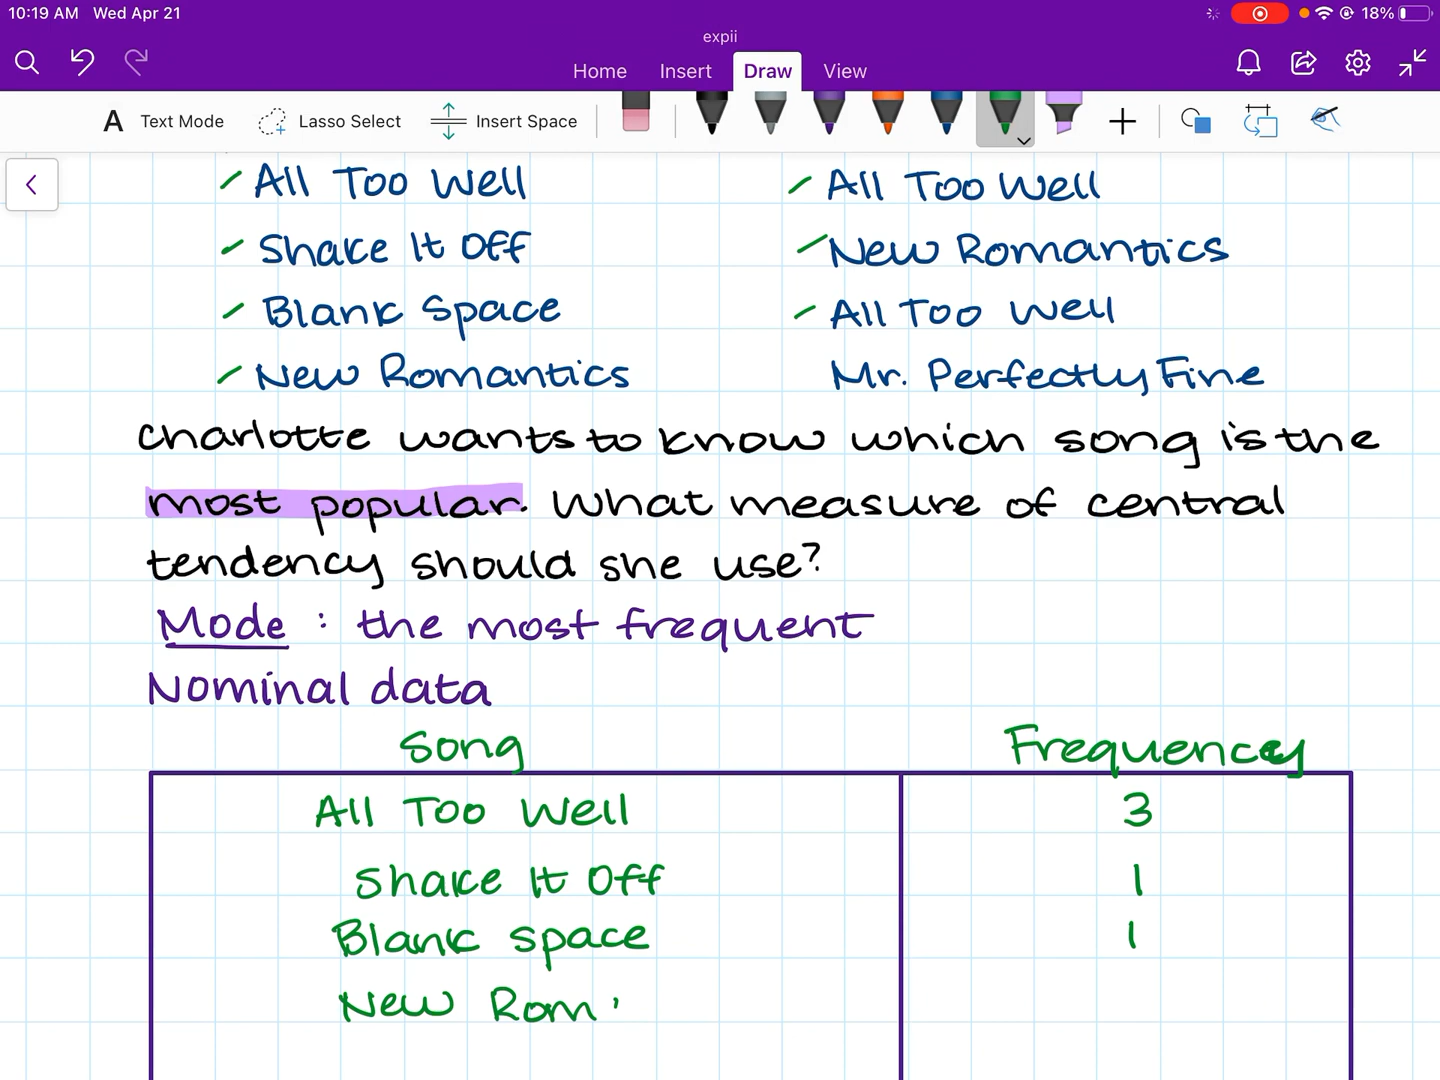 10:19 AM Wed Apr 21
18%
expii
Home Insert Draw View
A Text Mode Lasso Select Insert Space
All Too Well
All Too Well
Shake It Off
New Romantics
Blank Space
All Too Well
New Romantics
Mr. Perfectly Fine
Charlotte wants to know which song is the
most popular. What measure of central
tendency should she use?
Mode : the most frequent
Nominal data
Song Frequency
All Too Well 3
Shake It Off 1
Blank Space 1
New Rom